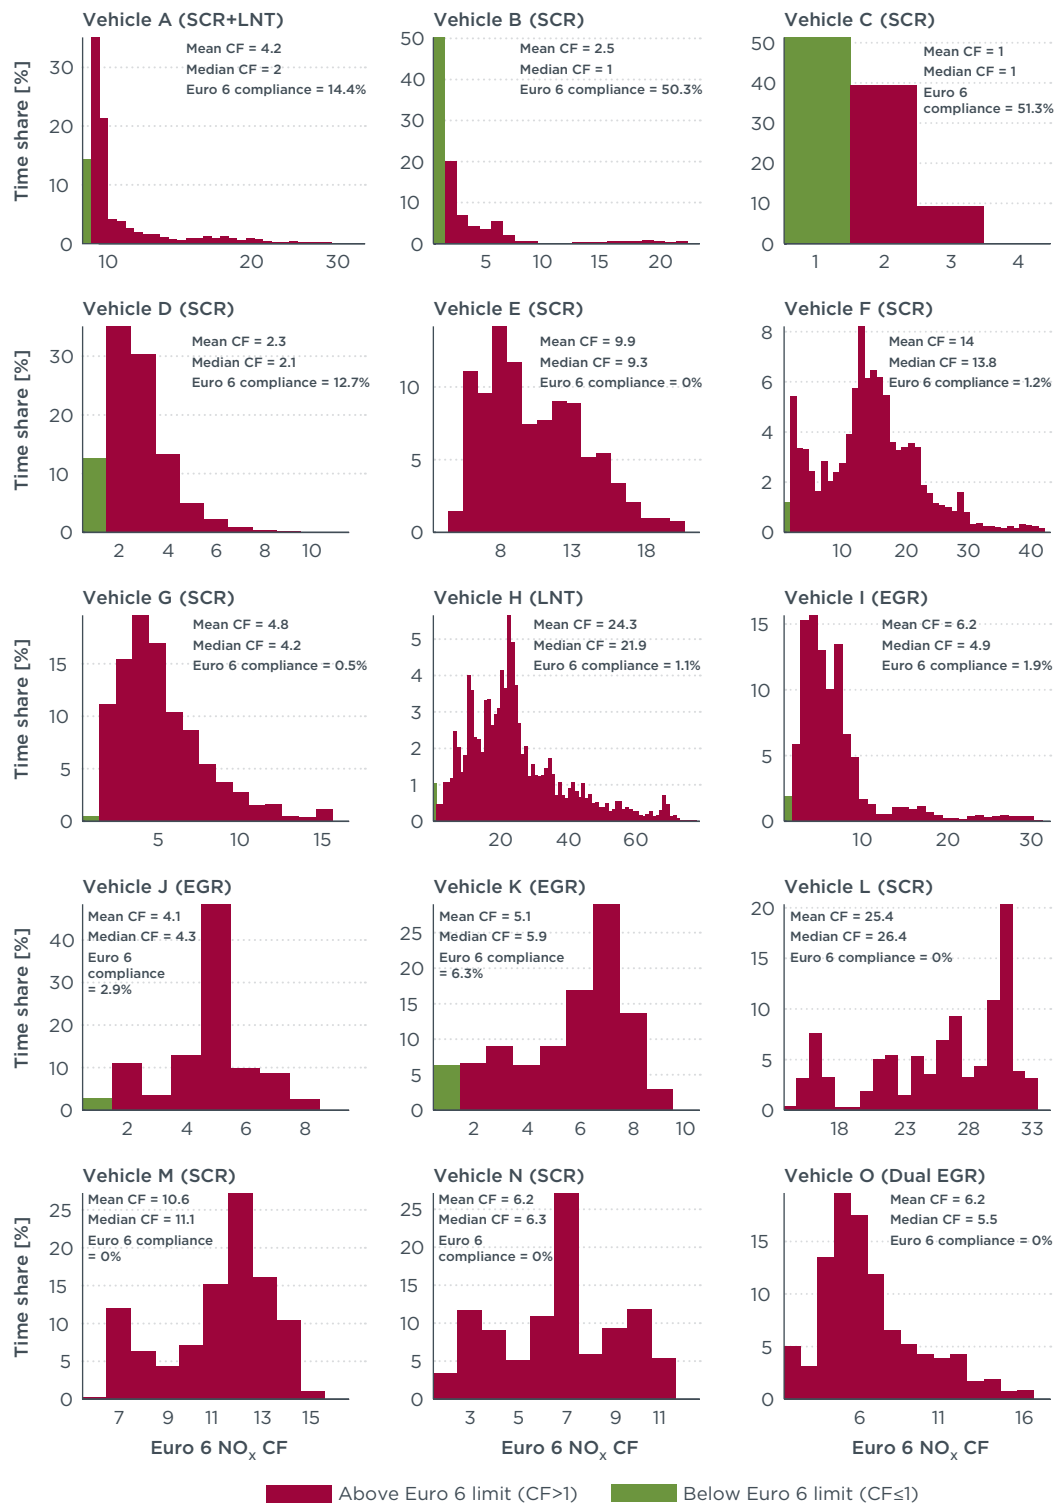 Vehicle A (SCR+LNT)
Mean CF = 4.2
Median CF = 2
Euro 6 compliance = 14.4%
Time share [%]
30
20
10
0
10
20
30
Vehicle B (SCR)
Mean CF = 2.5
Median CF = 1
Euro 6 compliance = 50.3%
50
40
30
20
10
0
5
10
15
20
Vehicle C (SCR)
Mean CF = 1
Median CF = 1
Euro 6
compliance = 51.3%
50
40
30
20
10
0
1
2
3
4
Vehicle D (SCR)
Mean CF = 2.3
Median CF = 2.1
Euro 6 compliance = 12.7%
Time share [%]
30
20
10
0
2
4
6
8
10
Vehicle E (SCR)
Mean CF = 9.9
Median CF = 9.3
Euro 6 compliance = 0%
10
5
0
8
13
18
Vehicle F (SCR)
Mean CF = 14
Median CF = 13.8
Euro 6 compliance = 1.2%
8
6
4
2
0
10
20
30
40
Vehicle G (SCR)
Mean CF = 4.8
Median CF = 4.2
Euro 6 compliance = 0.5%
Time share [%]
15
10
5
0
5
10
15
Vehicle H (LNT)
Mean CF = 24.3
Median CF = 21.9
Euro 6 compliance = 1.1%
5
4
3
2
1
0
20
40
60
Vehicle I (EGR)
Mean CF = 6.2
Median CF = 4.9
Euro 6 compliance = 1.9%
15
10
5
0
10
20
30
Vehicle J (EGR)
Mean CF = 4.1
Median CF = 4.3
Euro 6
compliance
= 2.9%
Time share [%]
40
30
20
10
0
2
4
6
8
Vehicle K (EGR)
Mean CF = 5.1
Median CF = 5.9
Euro 6 compliance
= 6.3%
25
20
15
10
5
0
2
4
6
8
10
Vehicle L (SCR)
Mean CF = 25.4
Median CF = 26.4
Euro 6 compliance = 0%
20
15
10
5
0
18
23
28
33
Vehicle M (SCR)
Mean CF = 10.6
Median CF = 11.1
Euro 6 compliance
= 0%
Time share [%]
25
20
15
10
5
0
7
9
11
13
15
Euro 6 NOx CF
Vehicle N (SCR)
Mean CF = 6.2
Median CF = 6.3
Euro 6
compliance = 0%
25
20
15
10
5
0
3
5
7
9
11
Euro 6 NOx CF
Vehicle O (Dual EGR)
Mean CF = 6.2
Median CF = 5.5
Euro 6 compliance = 0%
15
10
5
0
6
11
16
Euro 6 NOx CF
Above Euro 6 limit (CF>1)
Below Euro 6 limit (CF≤1)